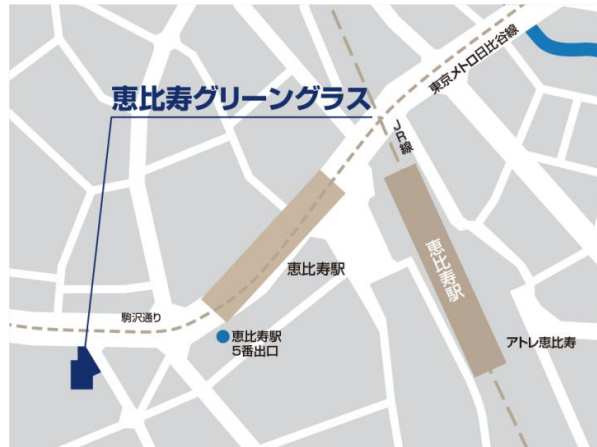 恵比寿グリーングラス
東京メトロ日比谷線
JR線
恵比寿駅
恵比寿駅
駒沢通り
恵比寿駅
5番出口
アトレ恵比寿